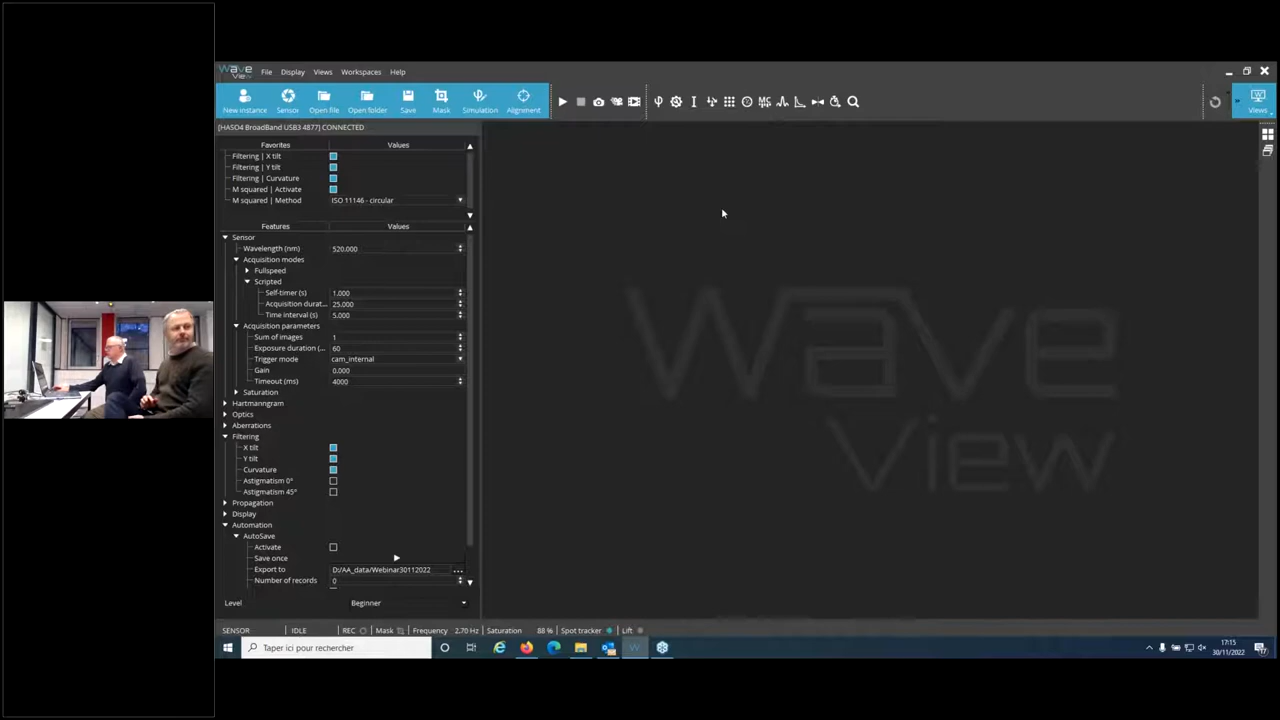 Wave View
File Display Views Workspaces Help
New instance Sensor Open file Open folder Save Mask Simulation Alignment
Views
[HASO4 BroadBand USB3 4877] CONNECTED
Favorites Values
Filtering | X tilt
Filtering | Y tilt
Filtering | Curvature
M squared | Activate
M squared | Method ISO 11146 - circular
Features Values
Sensor
Wavelength (nm) 520.000
Acquisition modes
Fullspeed
Scripted
Self-timer (s) 1.000
Acquisition durat... 25.000
Time interval (s) 5.000
Acquisition parameters
Sum of images 1
Exposure duration (... 60
Trigger mode cam_internal
Gain 0.000
Timeout (ms) 4000
Saturation
Hartmanngram
Optics
Aberrations
Filtering
X tilt
Y tilt
Curvature
Astigmatism 0°
Astigmatism 45°
Propagation
Display
Automation
AutoSave
Activate
Save once
Export to D:/AA_data/Webinar30112022 ...
Number of records 0
Level Beginner
Wave
View
SENSOR IDLE REC Mask Frequency 2.70 Hz Saturation 88 % Spot tracker Lift
Taper ici pour rechercher
17:15
30/11/2022